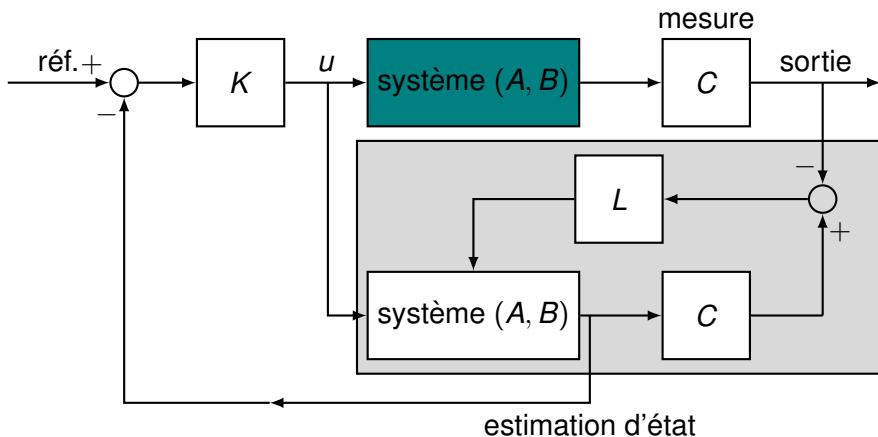 mesure
réf. +
−
K
u
système (A, B)
C
sortie
−
L
+
système (A, B)
C
−
estimation d'état